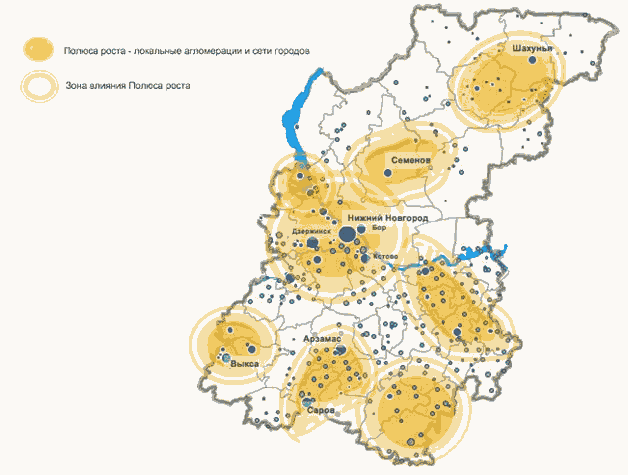 Полюса роста - локальные агломерации и сети городов
Зона влияния Полюса роста
Шахунья
Семенов
Нижний Новгород
Дзержинск
Бор
Кстово
Арзамас
Выкса
Саров